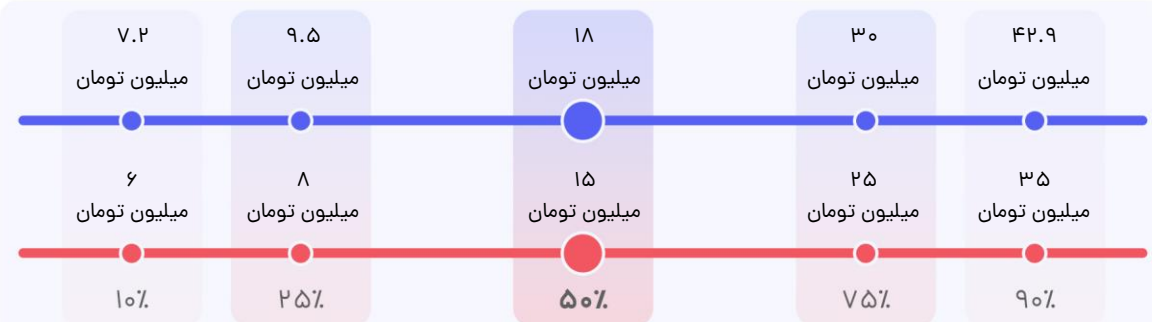 ۷.۲ ۹.۵ ۱۸ ۳۰ ۴۲.۹
میلیون تومان میلیون تومان میلیون تومان میلیون تومان میلیون تومان
۶ ۸ ۱۵ ۲۵ ۳۵
میلیون تومان میلیون تومان میلیون تومان میلیون تومان میلیون تومان
۱۰٪ ۲۵٪ ۵۰٪ ۷۵٪ ۹۰٪